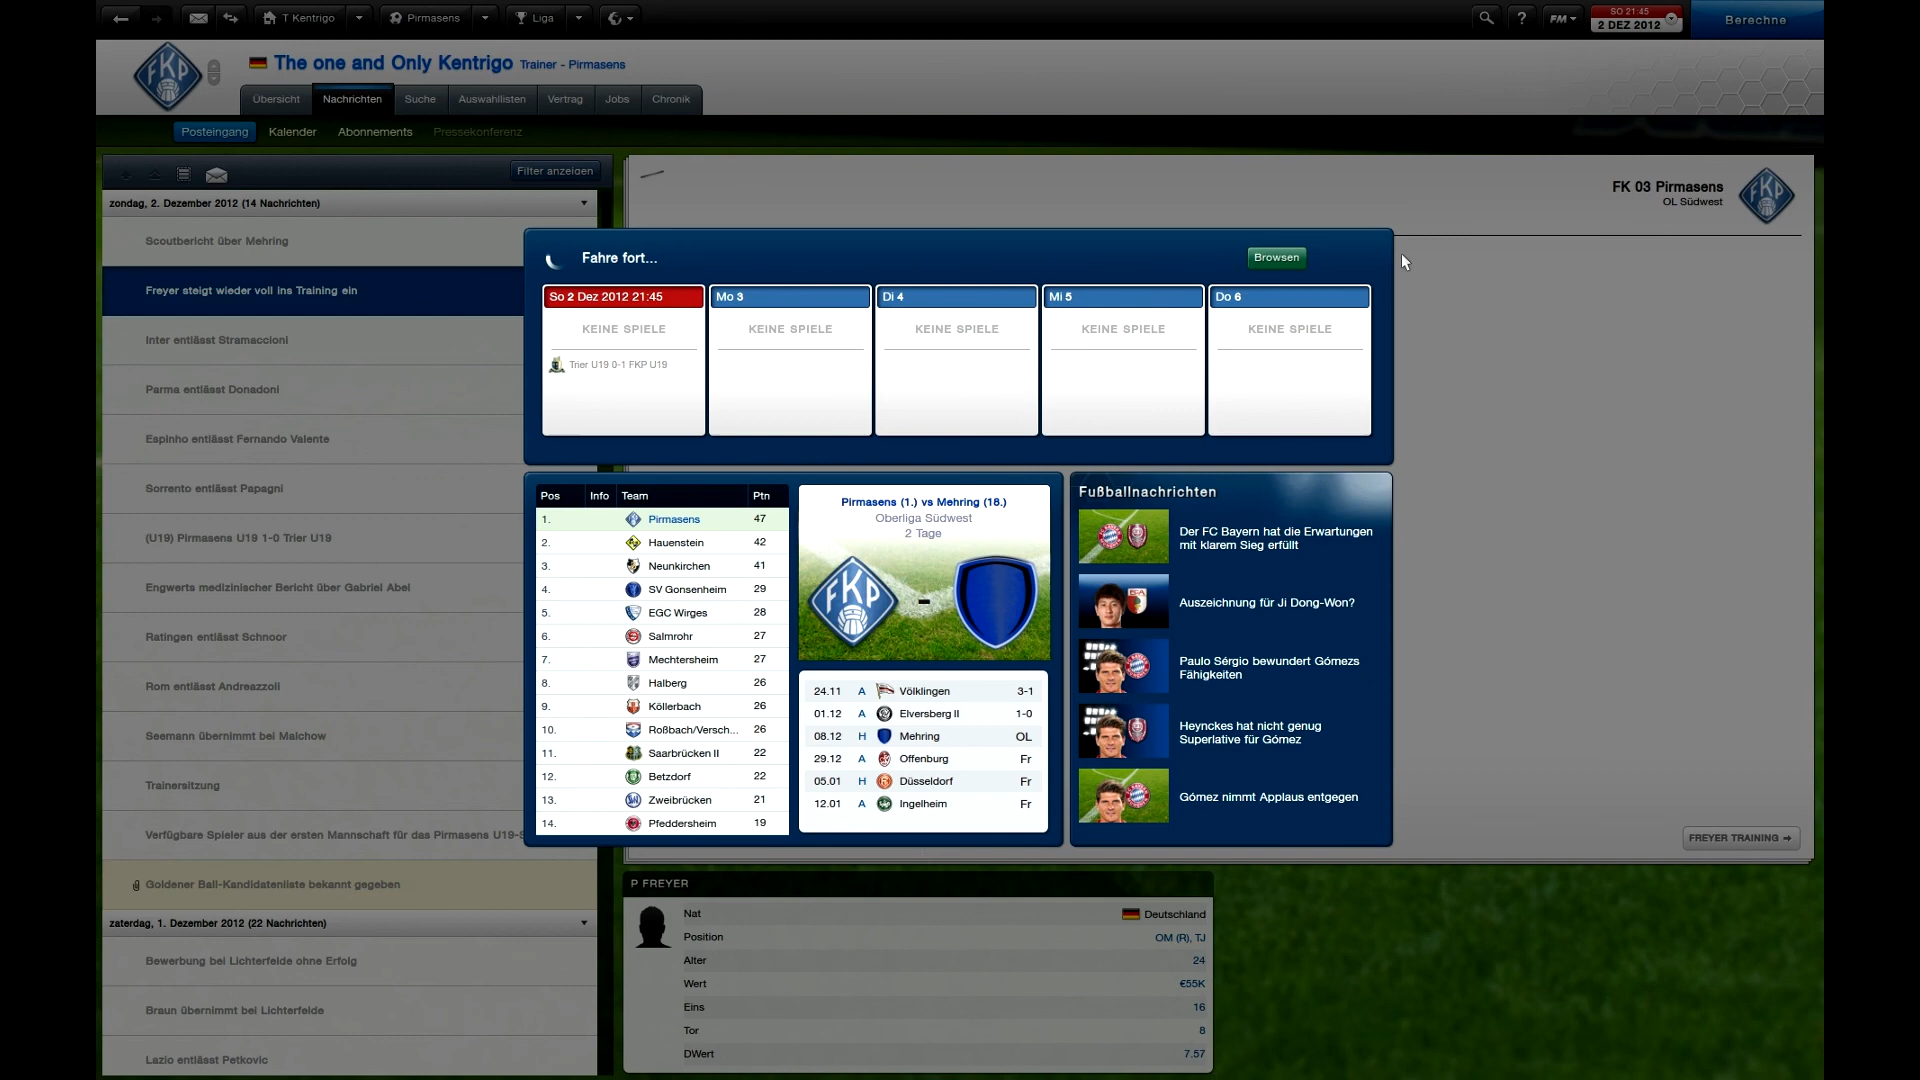 T Kentrigo
Pirmasens
Liga
?
FM
SO 21:45
2 DEZ 2012
Berechne
The one and Only Kentrigo Trainer - Pirmasens
Übersicht
Nachrichten
Suche
Auswahllisten
Vertrag
Jobs
Chronik
Posteingang
Kalender
Abonnements
Pressekonferenz
Filter anzeigen
zondag, 2. Dezember 2012 (14 Nachrichten)
Scoutbericht über Mehring
Freyer steigt wieder voll ins Training ein
Inter entlässt Stramaccioni
Parma entlässt Donadoni
Espinho entlässt Fernando Valente
Sorrento entlässt Papagni
(U19) Pirmasens U19 1-0 Trier U19
Engwerts medizinischer Bericht über Gabriel Abel
Ratingen entlässt Schnoor
Rom entlässt Andreazzoli
Seemann übernimmt bei Malchow
Trainersitzung
Verfügbare Spieler aus der ersten Mannschaft für das Pirmasens U19-S
Goldener Ball-Kandidatenliste bekannt gegeben
zaterdag, 1. Dezember 2012 (22 Nachrichten)
Bewerbung bei Lichterfelde ohne Erfolg
Braun übernimmt bei Lichterfelde
Lazio entlässt Petkovic
FK 03 Pirmasens
OL Südwest
FKP
Fahre fort...
Browsen
So 2 Dez 2012 21:45
Mo 3
Di 4
Mi 5
Do 6
KEINE SPIELE
KEINE SPIELE
KEINE SPIELE
KEINE SPIELE
KEINE SPIELE
Trier U19 0-1 FKP U19
Pos Info Team Ptn
1. Pirmasens 47
2. Hauenstein 42
3. Neunkirchen 41
4. SV Gonsenheim 29
5. EGC Wirges 28
6. Salmrohr 27
7. Mechtersheim 27
8. Halberg 26
9. Köllerbach 26
10. Roßbach/Versch... 26
11. Saarbrücken II 22
12. Betzdorf 22
13. Zweibrücken 21
14. Pfeddersheim 19
Pirmasens (1.) vs Mehring (18.)
Oberliga Südwest
2 Tage
FKP
-
24.11 A Völklingen 3-1
01.12 A Elversberg II 1-0
08.12 H Mehring OL
29.12 A Offenburg Fr
05.01 H Düsseldorf Fr
12.01 A Ingelheim Fr
Fußballnachrichten
Der FC Bayern hat die Erwartungen
mit klarem Sieg erfüllt
Auszeichnung für Ji Dong-Won?
Paulo Sérgio bewundert Gómezs
Fähigkeiten
Heynckes hat nicht genug
Superlative für Gómez
Gómez nimmt Applaus entgegen
FREYER TRAINING
P FREYER
Nat Deutschland
Position OM (R), TJ
Alter 24
Wert €55K
Eins 16
Tor 8
DWert 7.57